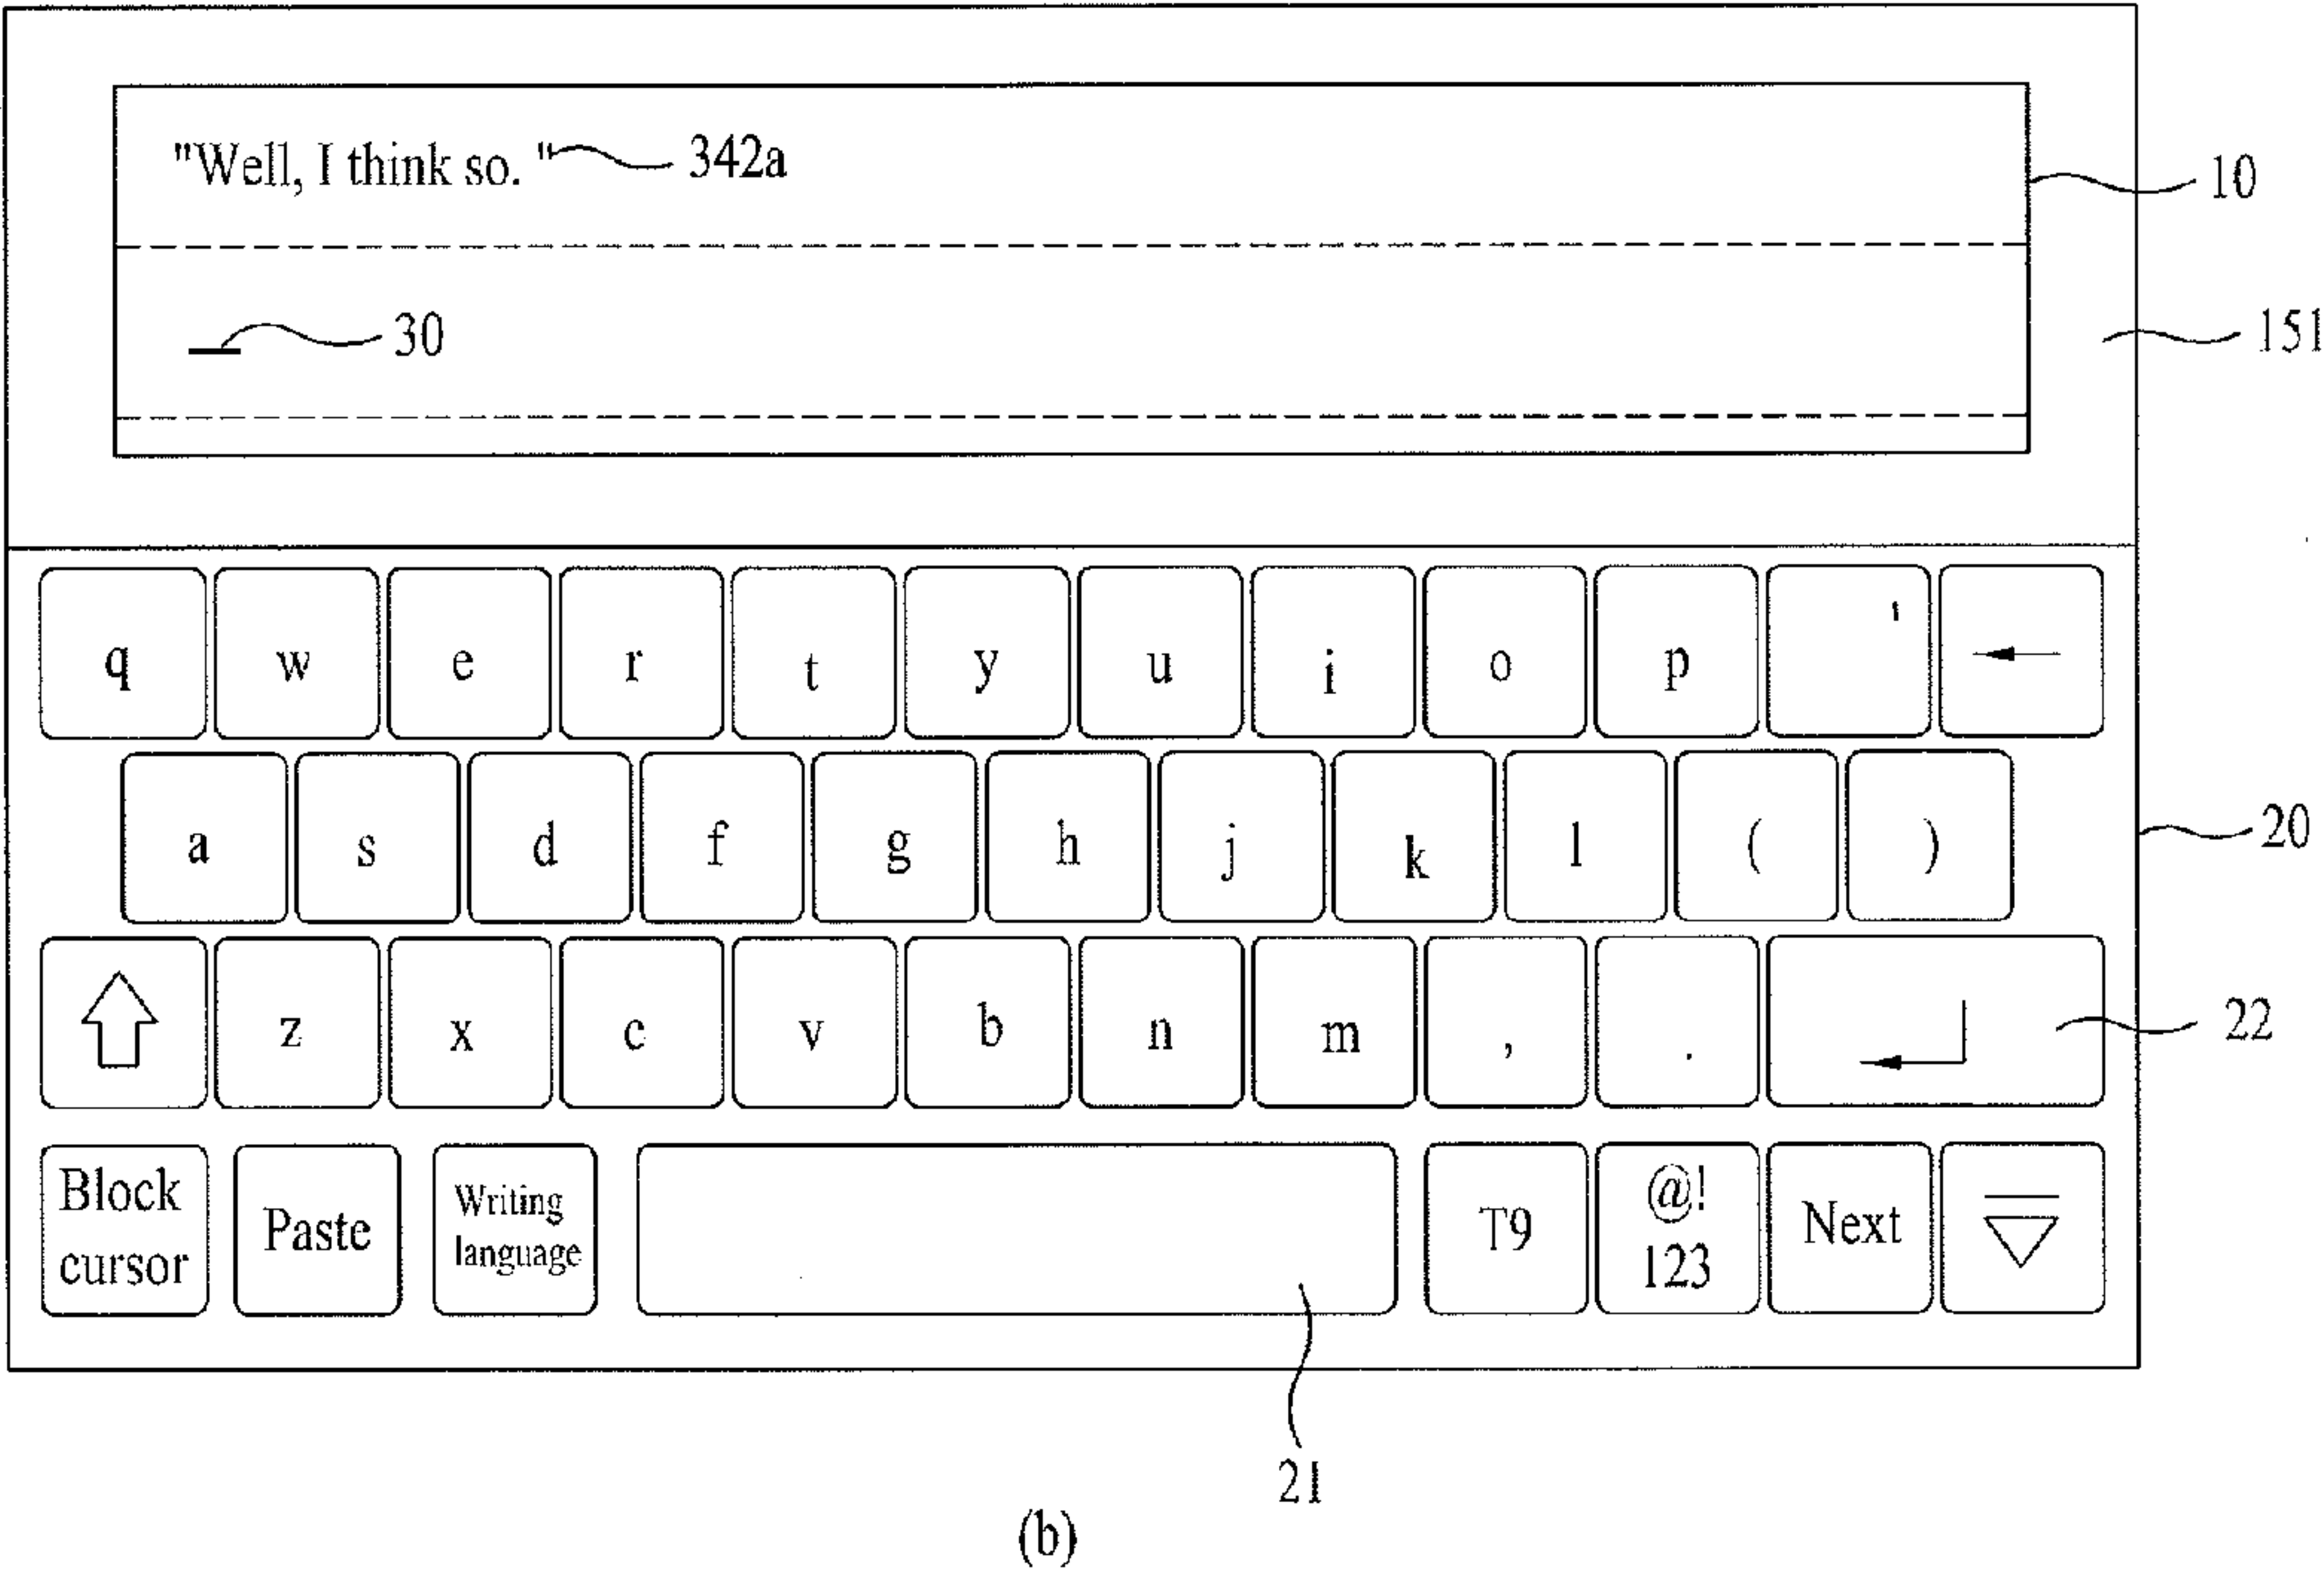 "Well, I think so. " 342a
10
30
151
q w e r t y u i o p '
a s d f g h j k l ( )
20
z x c v b n m , .
22
Block cursor Paste Writing language T9 @! 123 Next
21
(b)